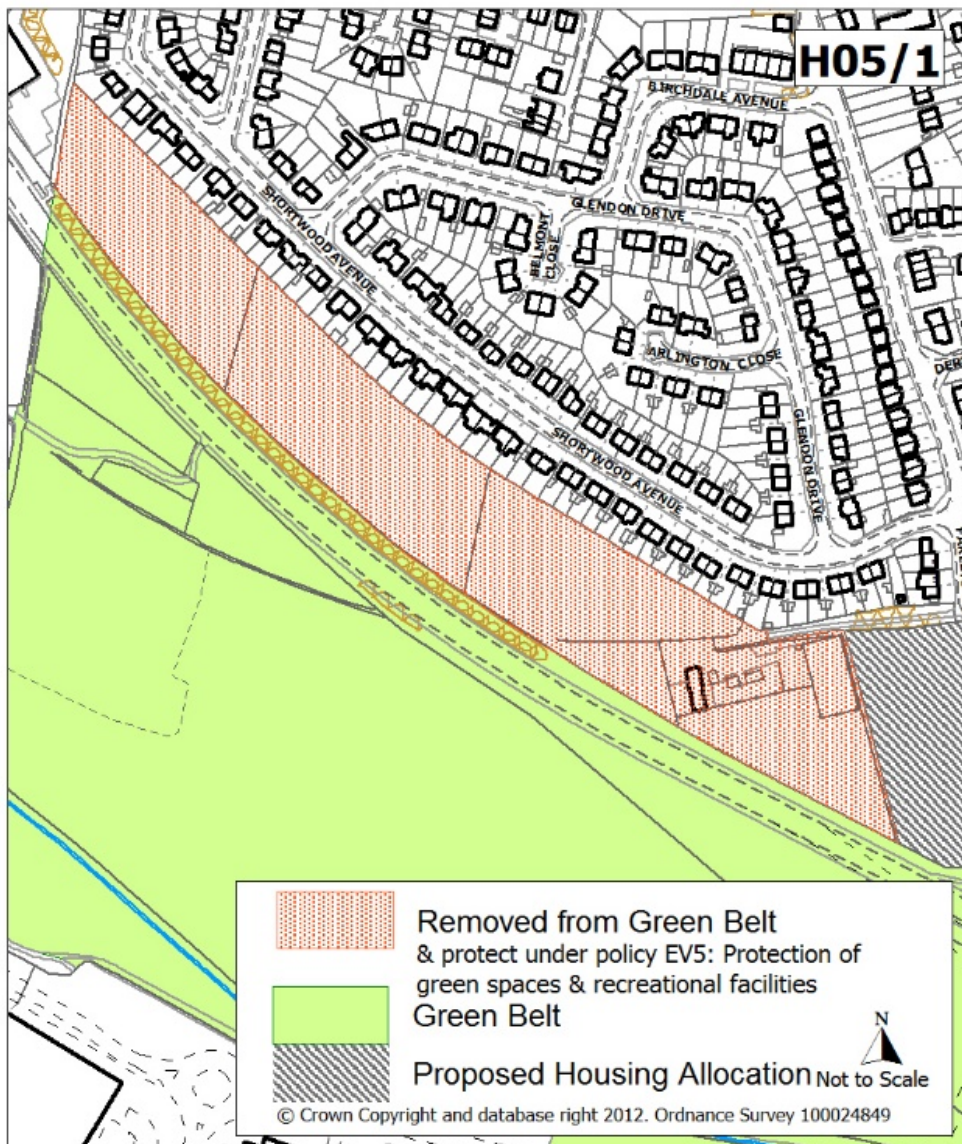 H05/1
BIRCHDALE AVENUE
SHORTWOOD AVENUE
GLENDON DRIVE
BELMONT
CLOSE
ARLINGTON CLOSE
GLENDON DRIVE
SHORTWOOD AVENUE
Removed from Green Belt
& protect under policy EV5: Protection of
green spaces & recreational facilities
Green Belt
Proposed Housing Allocation
N
Not to Scale
© Crown Copyright and database right 2012. Ordnance Survey 100024849